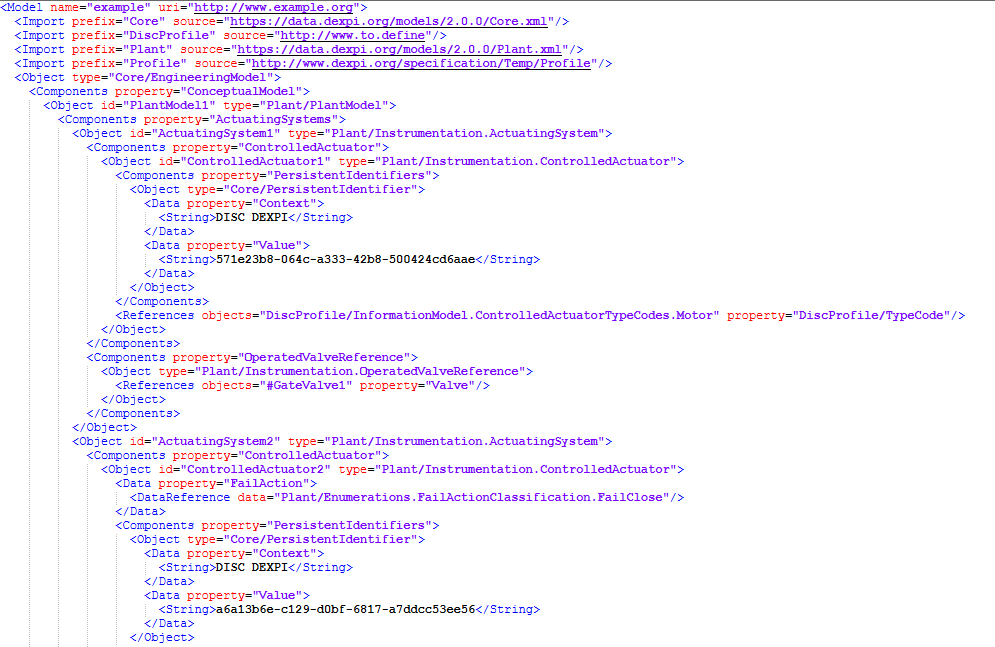 <Model name="example" uri="http://www.example.org">
<Import prefix="Core" source="https://data.dexpi.org/models/2.0.0/Core.xml"/>
<Import prefix="DiscProfile" source="http://www.to.define"/>
<Import prefix="Plant" source="https://data.dexpi.org/models/2.0.0/Plant.xml"/>
<Import prefix="Profile" source="http://www.dexpi.org/specification/Temp/Profile"/>
<Object type="Core/EngineeringModel">
<Components property="ConceptualModel">
<Object id="PlantModel1" type="Plant/PlantModel">
<Components property="ActuatingSystems">
<Object id="ActuatingSystem1" type="Plant/Instrumentation.ActuatingSystem">
<Components property="ControlledActuator">
<Object id="ControlledActuator1" type="Plant/Instrumentation.ControlledActuator">
<Components property="PersistentIdentifiers">
<Object type="Core/PersistentIdentifier">
<Data property="Context">
<String>DISC DEXPI</String>
</Data>
<Data property="Value">
<String>571e23b8-064c-a333-42b8-500424cd6aae</String>
</Data>
</Object>
</Components>
<References objects="DiscProfile/InformationModel.ControlledActuatorTypeCodes.Motor" property="DiscProfile/TypeCode"/>
</Object>
</Components>
<Components property="OperatedValveReference">
<Object type="Plant/Instrumentation.OperatedValveReference">
<References objects="#GateValve1" property="Valve"/>
</Object>
</Components>
</Object>
<Object id="ActuatingSystem2" type="Plant/Instrumentation.ActuatingSystem">
<Components property="ControlledActuator">
<Object id="ControlledActuator2" type="Plant/Instrumentation.ControlledActuator">
<Data property="FailAction">
<DataReference data="Plant/Enumerations.FailActionClassification.FailClose"/>
</Data>
<Components property="PersistentIdentifiers">
<Object type="Core/PersistentIdentifier">
<Data property="Context">
<String>DISC DEXPI</String>
</Data>
<Data property="Value">
<String>a6a13b6e-c129-d0bf-6817-a7ddcc53ee56</String>
</Data>
</Object>